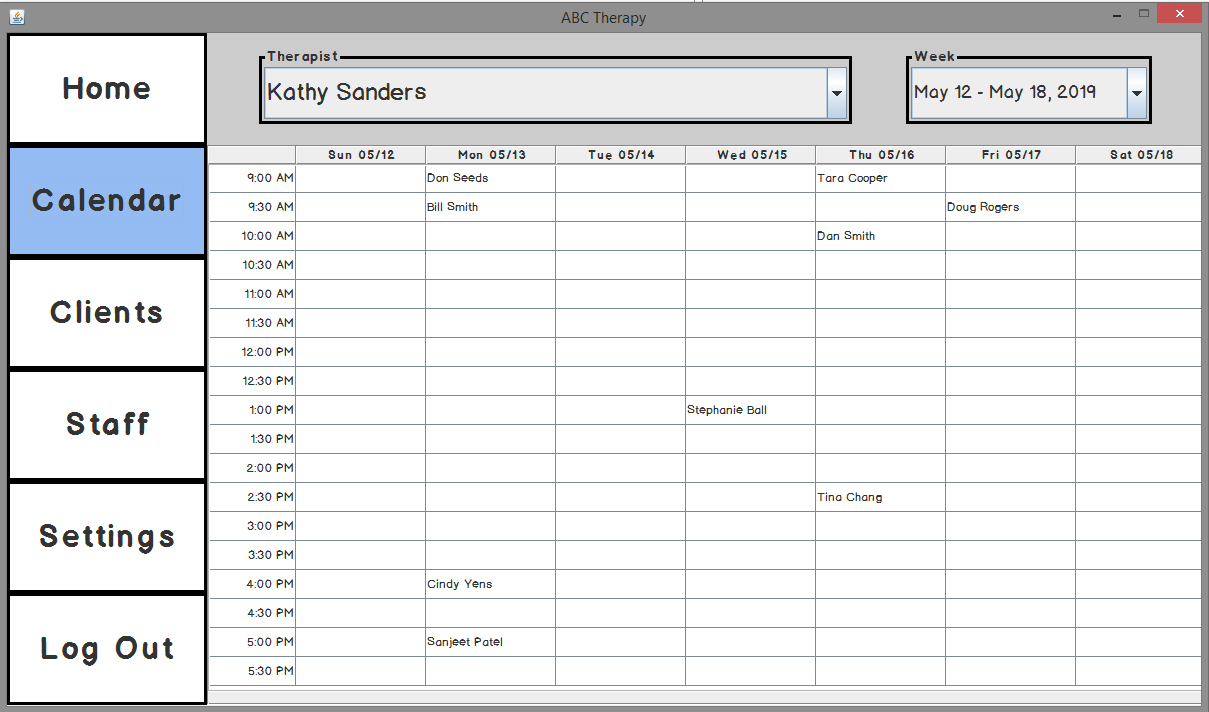 ABC Therapy
Home
Calendar
Clients
Staff
Settings
Log Out
Therapist
Kathy Sanders
Week
May 12 - May 18, 2019
Sun 05/12 Mon 05/13 Tue 05/14 Wed 05/15 Thu 05/16 Fri 05/17 Sat 05/18
9:00 AM Don Seeds Tara Cooper
9:30 AM Bill Smith Doug Rogers
10:00 AM Dan Smith
10:30 AM
11:00 AM
11:30 AM
12:00 PM
12:30 PM
1:00 PM Stephanie Ball
1:30 PM
2:00 PM
2:30 PM Tina Chang
3:00 PM
3:30 PM
4:00 PM Cindy Yens
4:30 PM
5:00 PM Sanjeet Patel
5:30 PM